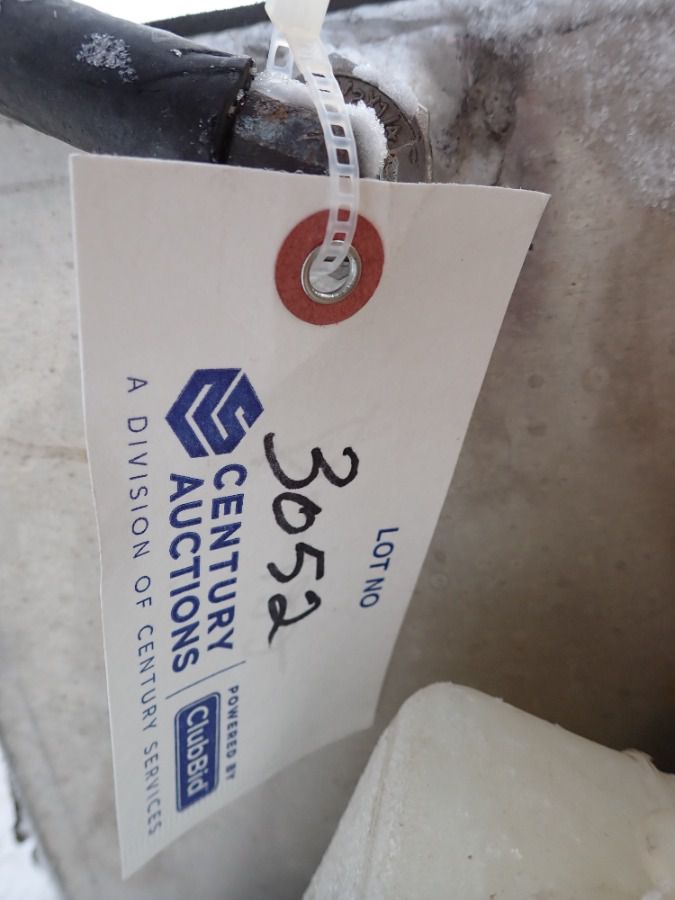 LOT NO
3052
CENTURY
AUCTIONS
POWERED BY
ClubBid
A DIVISION OF CENTURY SERVICES